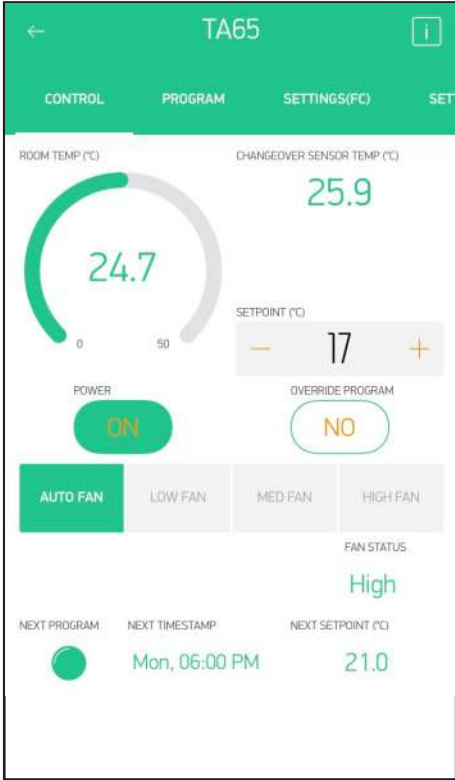 TA65
i
CONTROL PROGRAM SETTINGS(FC) SET
ROOM TEMP (°C) CHANGEOVER SENSOR TEMP (°C)
25.9
24.7
0 50
SETPOINT (°C)
— 17 +
POWER OVERRIDE PROGRAM
ON NO
AUTO FAN LOW FAN MED FAN HIGH FAN
FAN STATUS
High
NEXT PROGRAM NEXT TIMESTAMP NEXT SETPOINT (°C)
Mon, 06:00 PM 21.0